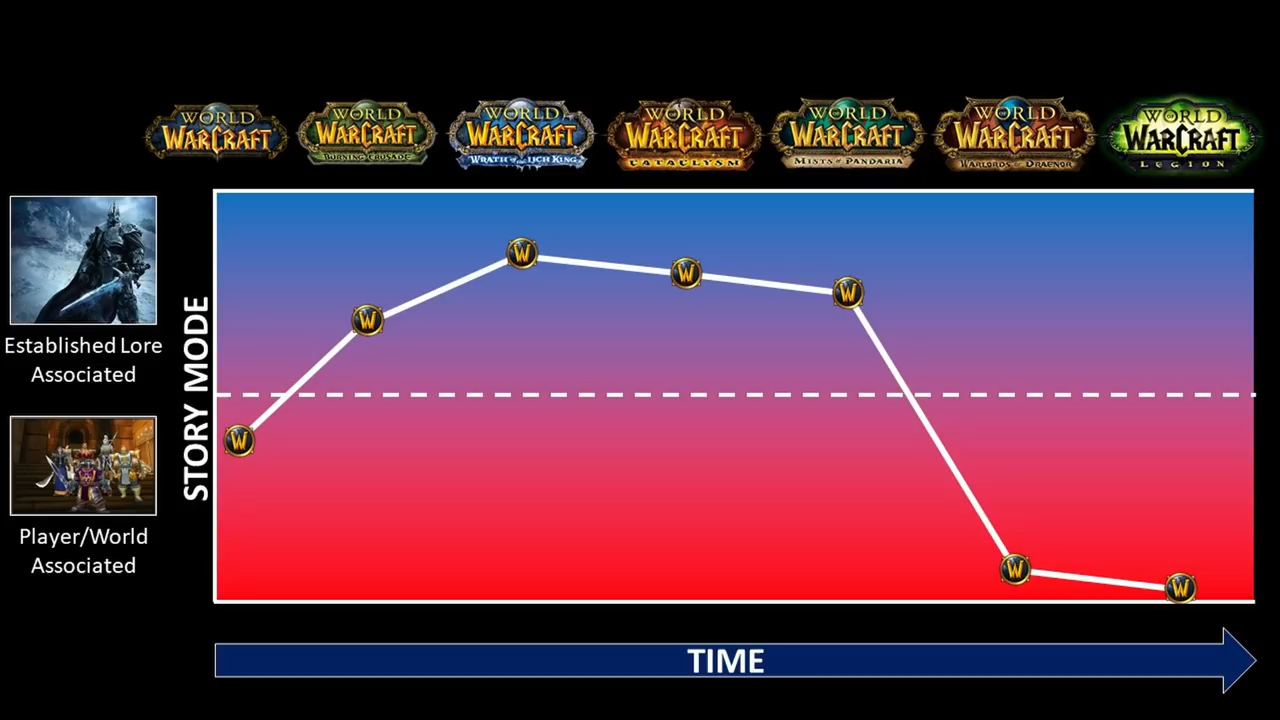 WORLD
WARCRAFT
WORLD
WARCRAFT
BURNING CRUSADE
WORLD
WARCRAFT
WRATH of the LICH KING
WORLD
WARCRAFT
CATACLYSM
WORLD
WARCRAFT
MISTS of PANDARIA
WORLD
WARCRAFT
WARLORDS of DRAENOR
WORLD
WARCRAFT
LEGION
Established Lore
Associated
Player/World
Associated
STORY MODE
W
W
W
W
W
W
W
TIME